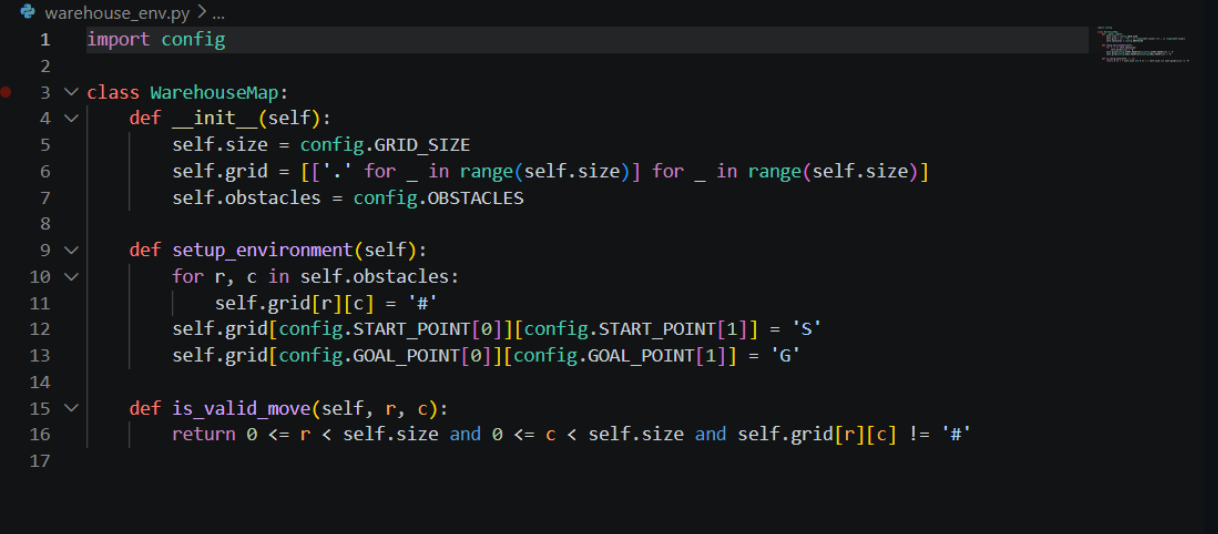 warehouse_env.py > ...
1 import config
2
3 class WarehouseMap:
4     def __init__(self):
5         self.size = config.GRID_SIZE
6         self.grid = [['.' for _ in range(self.size)] for _ in range(self.size)]
7         self.obstacles = config.OBSTACLES
8
9     def setup_environment(self):
10         for r, c in self.obstacles:
11             self.grid[r][c] = '#'
12         self.grid[config.START_POINT[0]][config.START_POINT[1]] = 'S'
13         self.grid[config.GOAL_POINT[0]][config.GOAL_POINT[1]] = 'G'
14
15     def is_valid_move(self, r, c):
16         return 0 <= r < self.size and 0 <= c < self.size and self.grid[r][c] != '#'
17